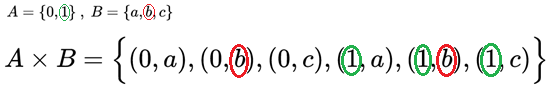 A = {0,1} , B = {a,b,c}
A × B = {(0, a), (0,b), (0, c), (1, a), (1,b), (1, c)}